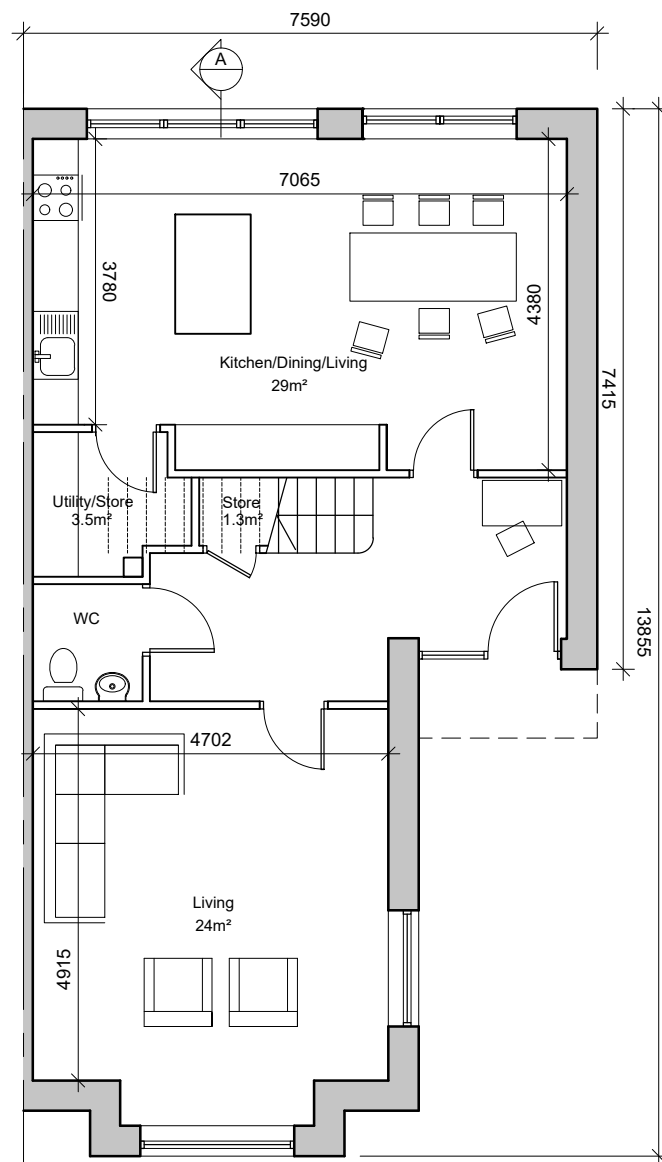 7590
A
7065
3780
4380
Kitchen/Dining/Living
29m²
7415
Utility/Store
3.5m²
Store
1.3m²
WC
13855
4702
Living
24m²
4915